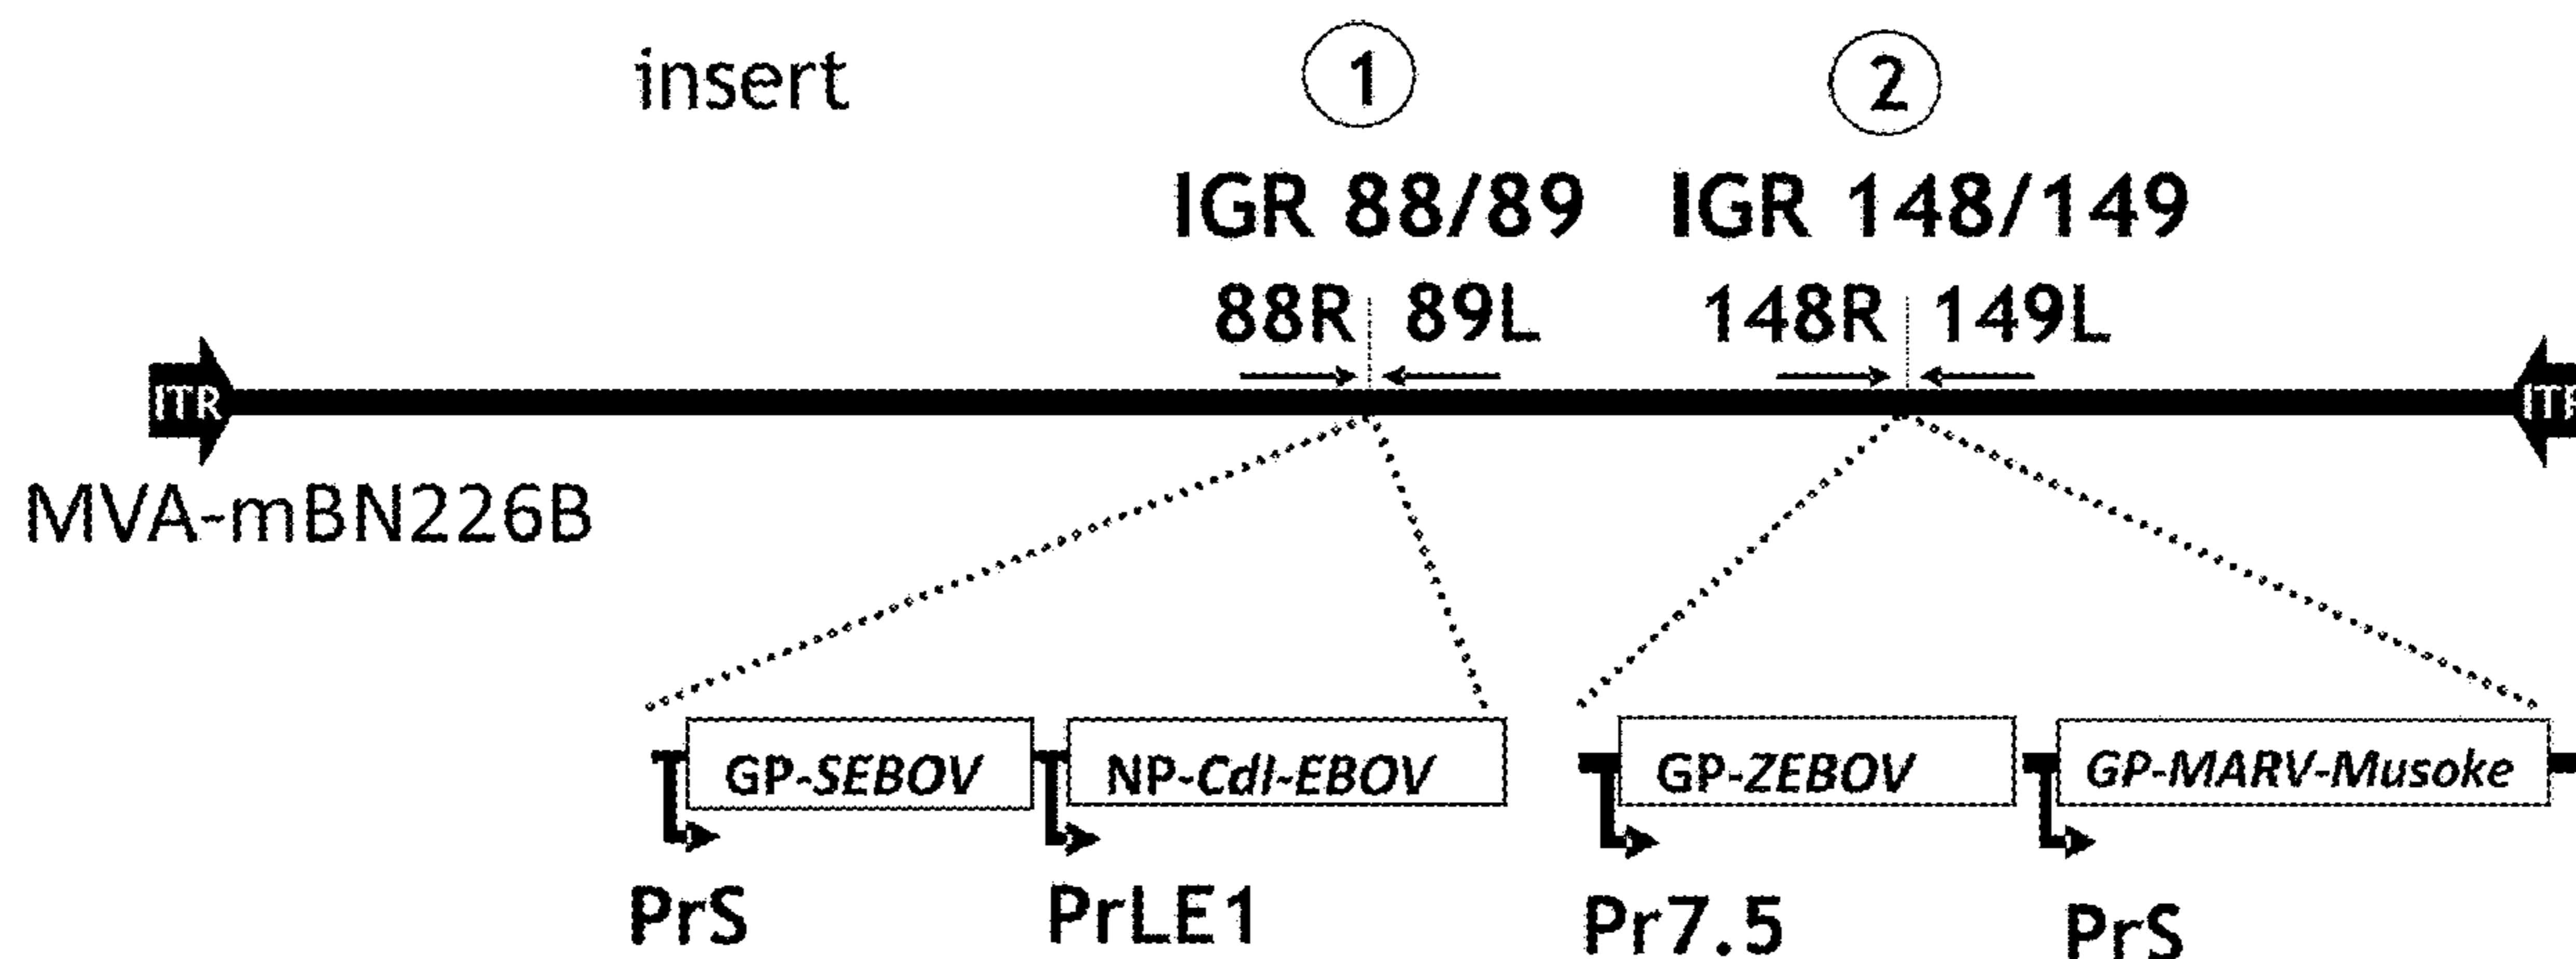 insert 1 2
IGR 88/89 IGR 148/149
88R 89L 148R 149L
ITR ITR
MVA-mBN226B
GP-SEBOV NP-CdI-EBOV GP-ZEBOV GP-MARV-Musoke
PrS PrLE1 Pr7.5 PrS